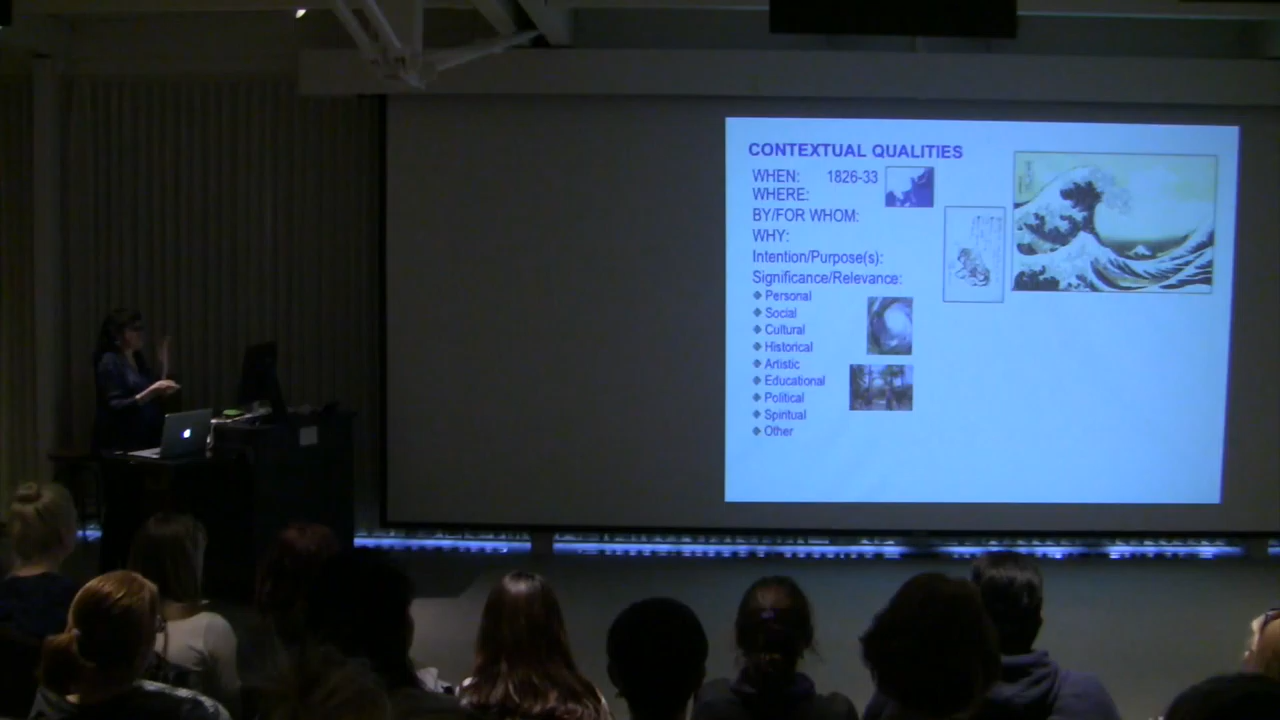 CONTEXTUAL QUALITIES
WHEN: 1826-33
WHERE:
BY/FOR WHOM:
WHY:
Intention/Purpose(s):
Significance/Relevance:
❖ Personal
❖ Social
❖ Cultural
❖ Historical
❖ Artistic
❖ Educational
❖ Political
❖ Spiritual
❖ Other